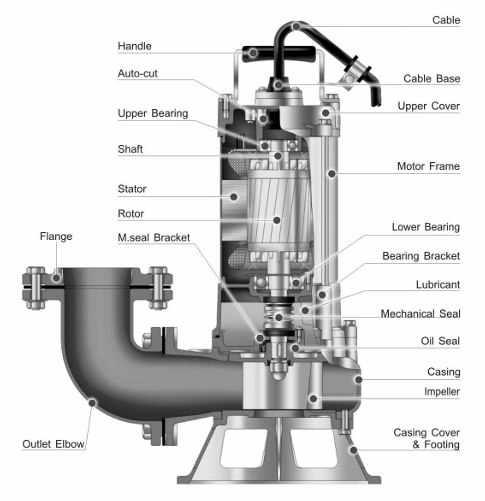 Cable
Handle
Auto-cut
Cable Base
Upper Bearing
Upper Cover
Shaft
Motor Frame
Stator
Rotor
Lower Bearing
Flange
M.seal Bracket
Bearing Bracket
Lubricant
Mechanical Seal
Oil Seal
Casing
Impeller
Outlet Elbow
Casing Cover
& Footing